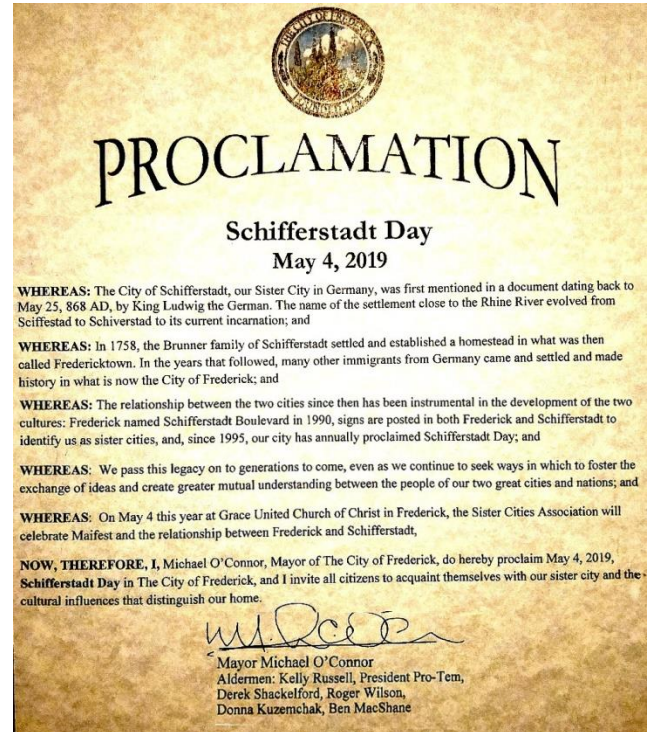 THE CITY OF FREDERICK
PROCLAMATION
Schifferstadt Day
May 4, 2019
WHEREAS: The City of Schifferstadt, our Sister City in Germany, was first mentioned in a document dating back to
May 25, 868 AD, by King Ludwig the German. The name of the settlement close to the Rhine River evolved from
Sciffestad to Schiverstad to its current incarnation; and
WHEREAS: In 1758, the Brunner family of Schifferstadt settled and established a homestead in what was then
called Fredericktown. In the years that followed, many other immigrants from Germany came and settled and made
history in what is now the City of Frederick; and
WHEREAS: The relationship between the two cities since then has been instrumental in the development of the two
cultures: Frederick named Schifferstadt Boulevard in 1990, signs are posted in both Frederick and Schifferstadt to
identify us as sister cities, and, since 1995, our city has annually proclaimed Schifferstadt Day; and
WHEREAS: We pass this legacy on to generations to come, even as we continue to seek ways in which to foster the
exchange of ideas and create greater mutual understanding between the people of our two great cities and nations; and
WHEREAS: On May 4 this year at Grace United Church of Christ in Frederick, the Sister Cities Association will
celebrate Maifest and the relationship between Frederick and Schifferstadt,
NOW, THEREFORE, I, Michael O'Connor, Mayor of The City of Frederick, do hereby proclaim May 4, 2019,
Schifferstadt Day in The City of Frederick, and I invite all citizens to acquaint themselves with our sister city and the
cultural influences that distinguish our home.
Mayor Michael O'Connor
Aldermen: Kelly Russell, President Pro-Tem,
Derek Shackelford, Roger Wilson,
Donna Kuzemchak, Ben MacShane